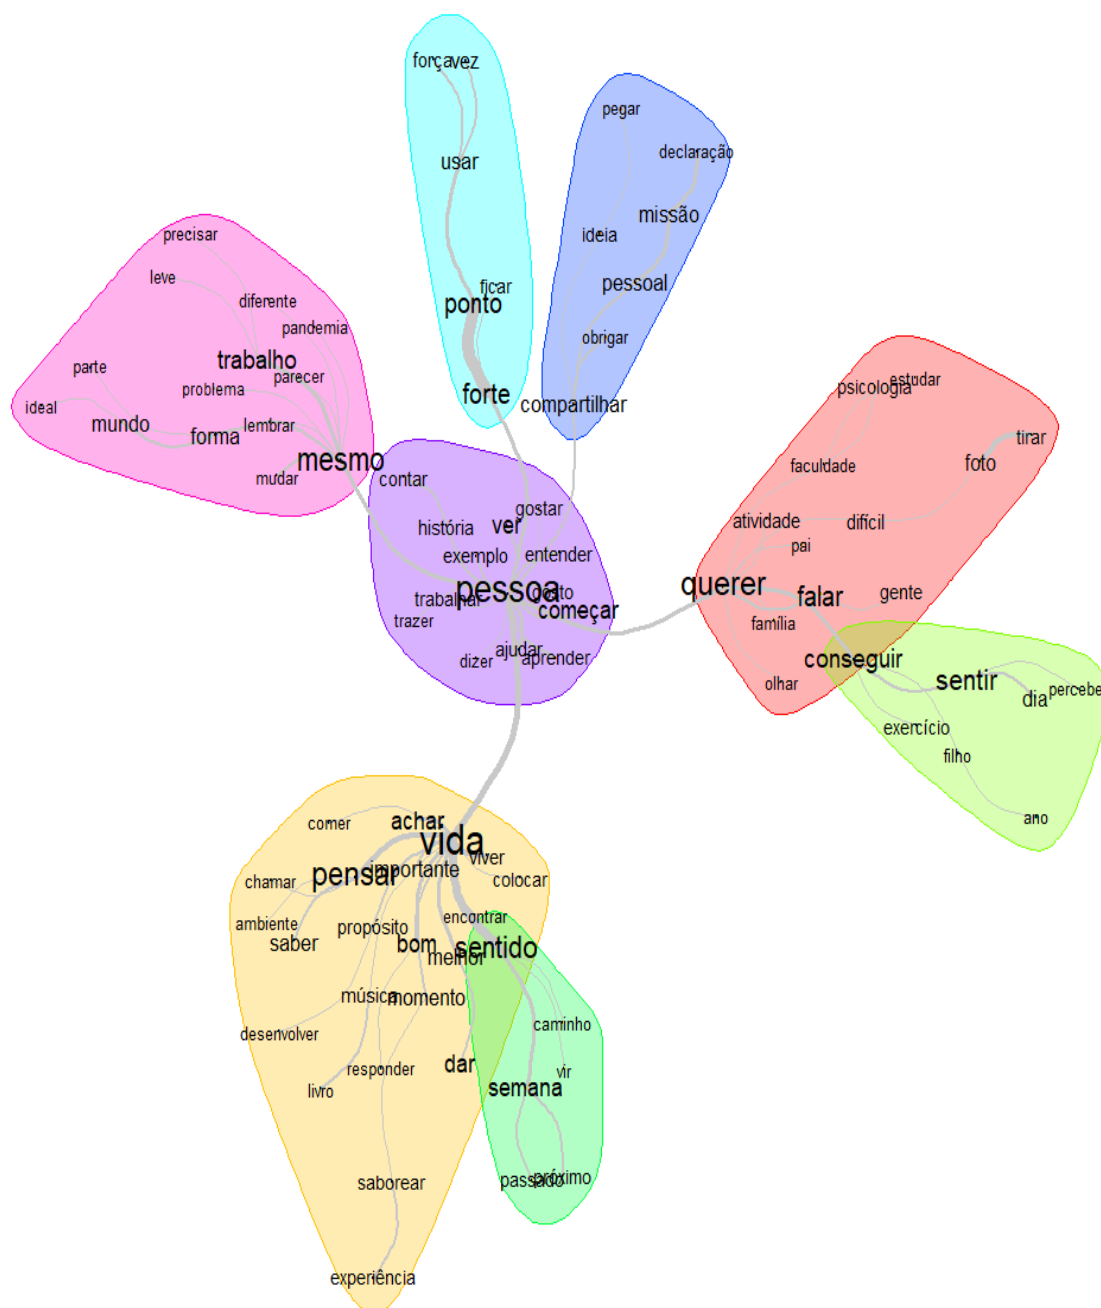 força
vez
usar
ficar
ponto
forte
pegar
declaração
missão
ideia
pessoal
obrigar
compartilhar
precisar
leve
diferente
pandemia
trabalho
parecer
parte
problema
ideal
mundo
forma
lembrar
mesmo
mudar
contar
gostar
história
ver
exemplo
entender
pessoa
gosto
trabalhar
começar
trazer
ajudar
dizer
aprender
psicologia
estudar
tirar
foto
faculdade
atividade
difícil
pai
querer
falar
gente
família
conseguir
olhar
sentir
dia
percebe
exercício
filho
ano
comer
achar
vida
viver
importante
pensar
chamar
colocar
ambiente
propósito
encontrar
saber
bom
sentido
melhor
música
momento
desenvolver
caminho
responder
dar
vir
livro
semana
saborear
passado
próximo
experiência